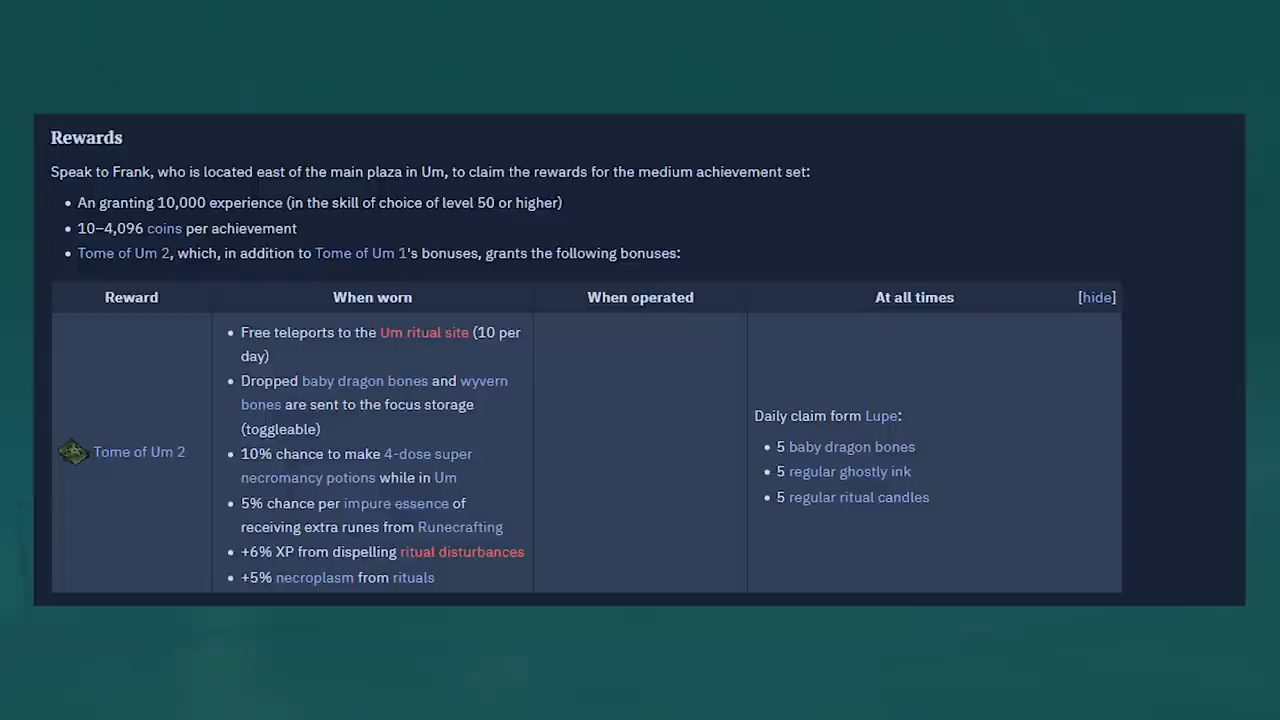 Rewards
Speak to Frank, who is located east of the main plaza in Um, to claim the rewards for the medium achievement set:
• An granting 10,000 experience (in the skill of choice of level 50 or higher)
• 10–4,096 coins per achievement
• Tome of Um 2, which, in addition to Tome of Um 1's bonuses, grants the following bonuses:
Reward When worn When operated At all times [hide]
Tome of Um 2
• Free teleports to the Um ritual site (10 per
day)
• Dropped baby dragon bones and wyvern
bones are sent to the focus storage
(toggleable)
• 10% chance to make 4-dose super
necromancy potions while in Um
• 5% chance per impure essence of
receiving extra runes from Runecrafting
• +6% XP from dispelling ritual disturbances
• +5% necroplasm from rituals
Daily claim form Lupe:
• 5 baby dragon bones
• 5 regular ghostly ink
• 5 regular ritual candles